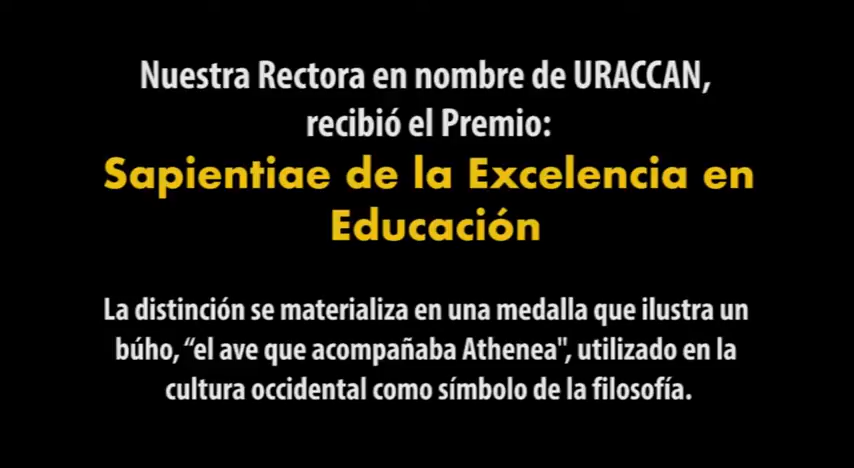 Nuestra Rectora en nombre de URACCAN,
recibió el Premio:
Sapientiae de la Excelencia en
Educación
La distinción se materializa en una medalla que ilustra un
búho, “el ave que acompañaba Athenea", utilizado en la
cultura occidental como símbolo de la filosofía.